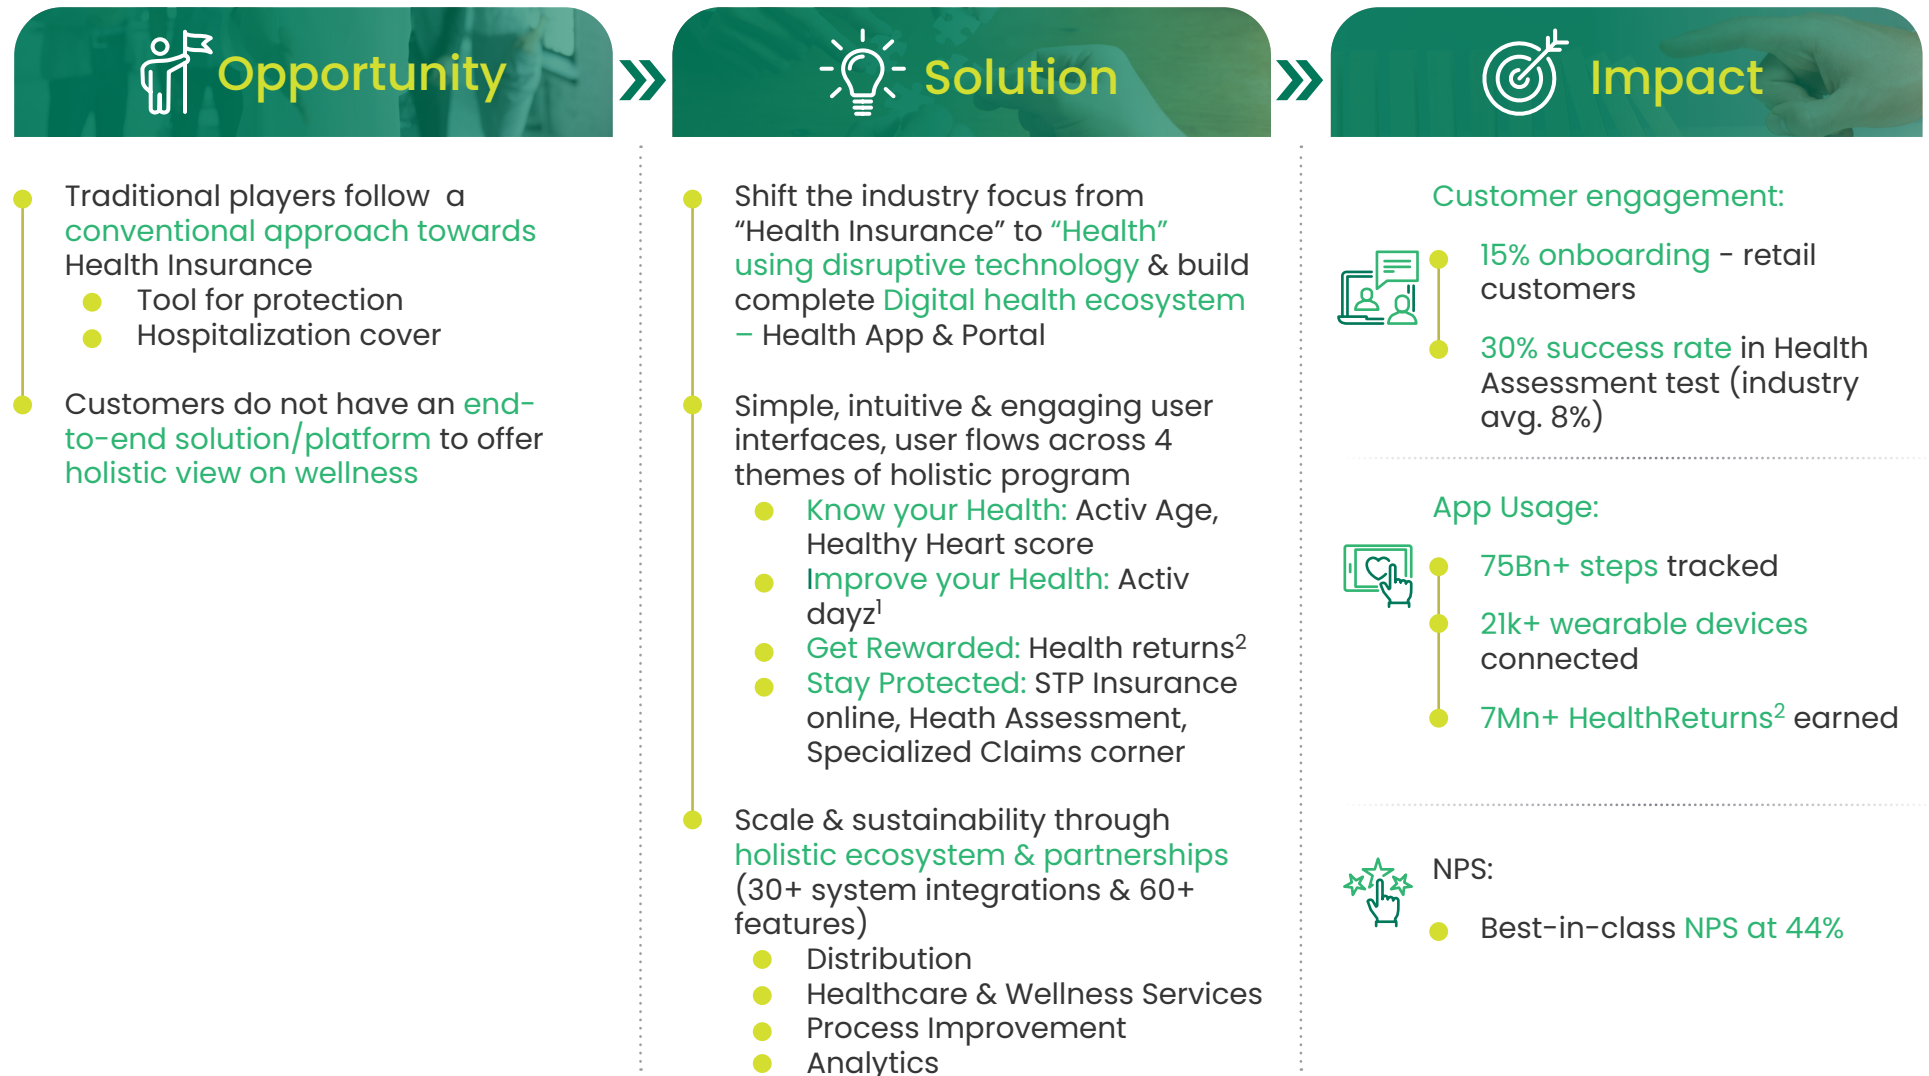 Opportunity
Traditional players follow a
conventional approach towards
Health Insurance
Tool for protection
Hospitalization cover
Customers do not have an end-
to-end solution/platform to offer
holistic view on wellness
Solution
Shift the industry focus from
“Health Insurance” to “Health”
using disruptive technology & build
complete Digital health ecosystem
– Health App & Portal
Simple, intuitive & engaging user
interfaces, user flows across 4
themes of holistic program
Know your Health: Activ Age,
Healthy Heart score
Improve your Health: Activ
dayz¹
Get Rewarded: Health returns²
Stay Protected: STP Insurance
online, Heath Assessment,
Specialized Claims corner
Scale & sustainability through
holistic ecosystem & partnerships
(30+ system integrations & 60+
features)
Distribution
Healthcare & Wellness Services
Process Improvement
Analytics
Impact
Customer engagement:
15% onboarding - retail
customers
30% success rate in Health
Assessment test (industry
avg. 8%)
App Usage:
75Bn+ steps tracked
21k+ wearable devices
connected
7Mn+ HealthReturns² earned
NPS:
Best-in-class NPS at 44%